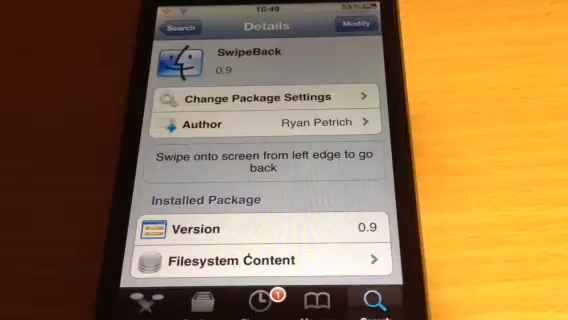 16:49
Search
Details
Modify
SwipeBack
0.9
Change Package Settings
Author
Ryan Petrich
Swipe onto screen from left edge to go
back
Installed Package
Version
0.9
Filesystem Content
1
Search